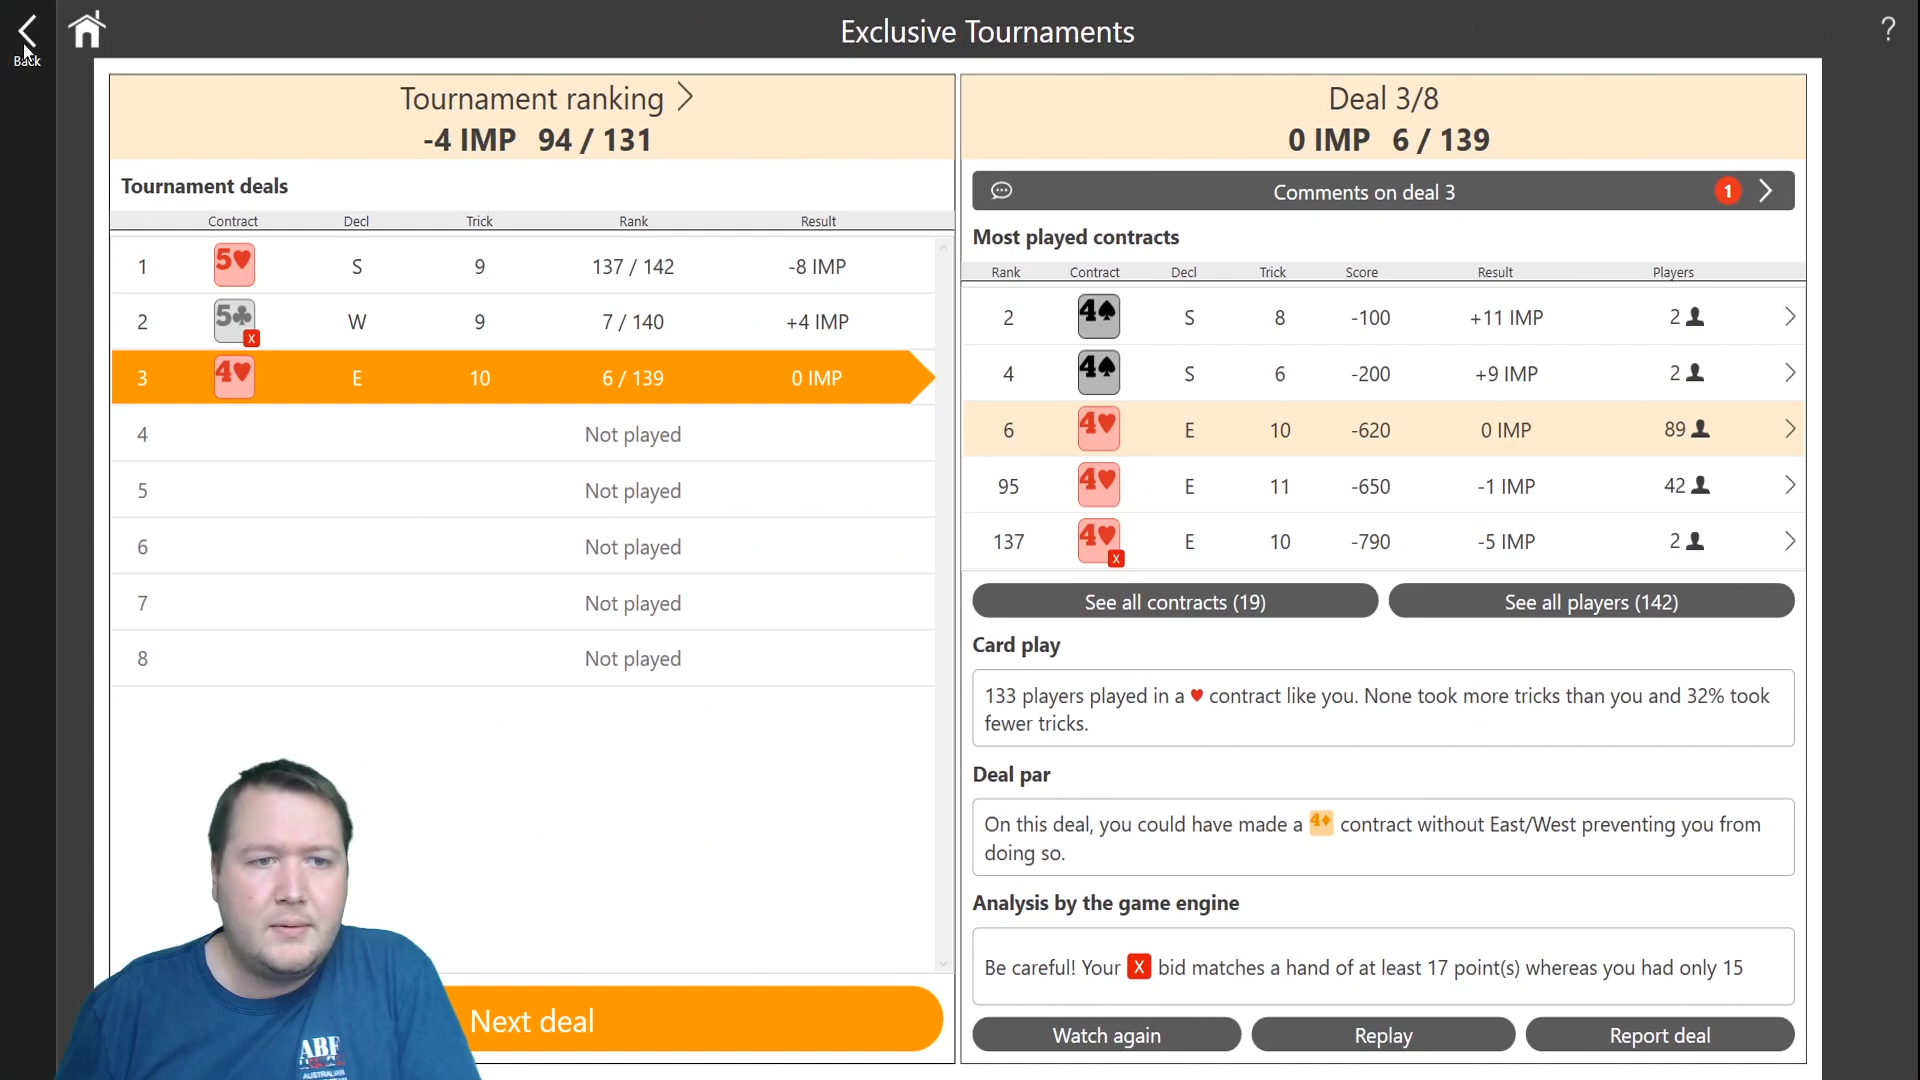 Back
Exclusive Tournaments
?
Tournament ranking
-4 IMP 94 / 131
Tournament deals
Contract Decl Trick Rank Result
1 5♥ S 9 137 / 142 -8 IMP
2 5♣ X W 9 7 / 140 +4 IMP
3 4♥ E 10 6 / 139 0 IMP
4 Not played
5 Not played
6 Not played
7 Not played
8 Not played
Next deal
Deal 3/8
0 IMP 6 / 139
Comments on deal 3 1
Most played contracts
Rank Contract Decl Trick Score Result Players
2 4♠ S 8 -100 +11 IMP 2
4 4♠ S 6 -200 +9 IMP 2
6 4♥ E 10 -620 0 IMP 89
95 4♥ E 11 -650 -1 IMP 42
137 4♥ X E 10 -790 -5 IMP 2
See all contracts (19) See all players (142)
Card play
133 players played in a ♥ contract like you. None took more tricks than you and 32% took
fewer tricks.
Deal par
On this deal, you could have made a 4♦ contract without East/West preventing you from
doing so.
Analysis by the game engine
Be careful! Your X bid matches a hand of at least 17 point(s) whereas you had only 15
Watch again Replay Report deal
ABF
AUSTRALIAN